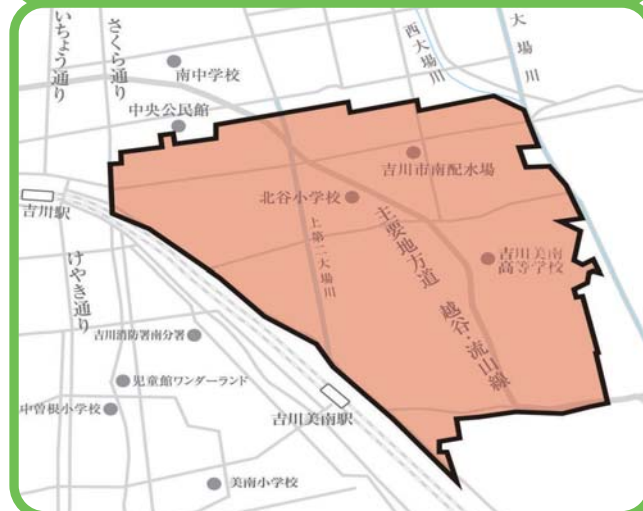 いちょう通り
さくら通り
南中学校
中央公民館
西大場川
大場川
吉川市南配水場
北谷小学校
吉川駅
上第二大場川
主要地方道 越谷・流山線
吉川美南
高等学校
けやき通り
吉川消防署南分署
児童館ワンダーランド
中曽根小学校
吉川美南駅
美南小学校